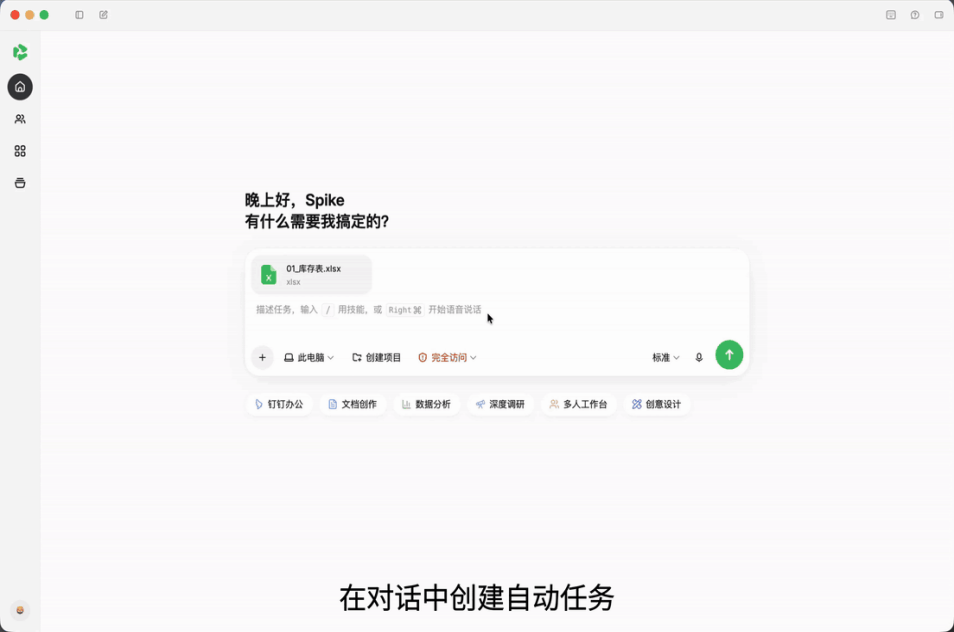 晚上好，Spike
有什么需要我搞定的?
01_库存表.xlsx
xlsx
描述任务，输入 / 用技能，或 Right⌘ 开始语音说话
此电脑 创建项目 完全访问 标准
钉钉办公 文档创作 数据分析 深度调研 多人工作台 创意设计
在对话中创建自动任务